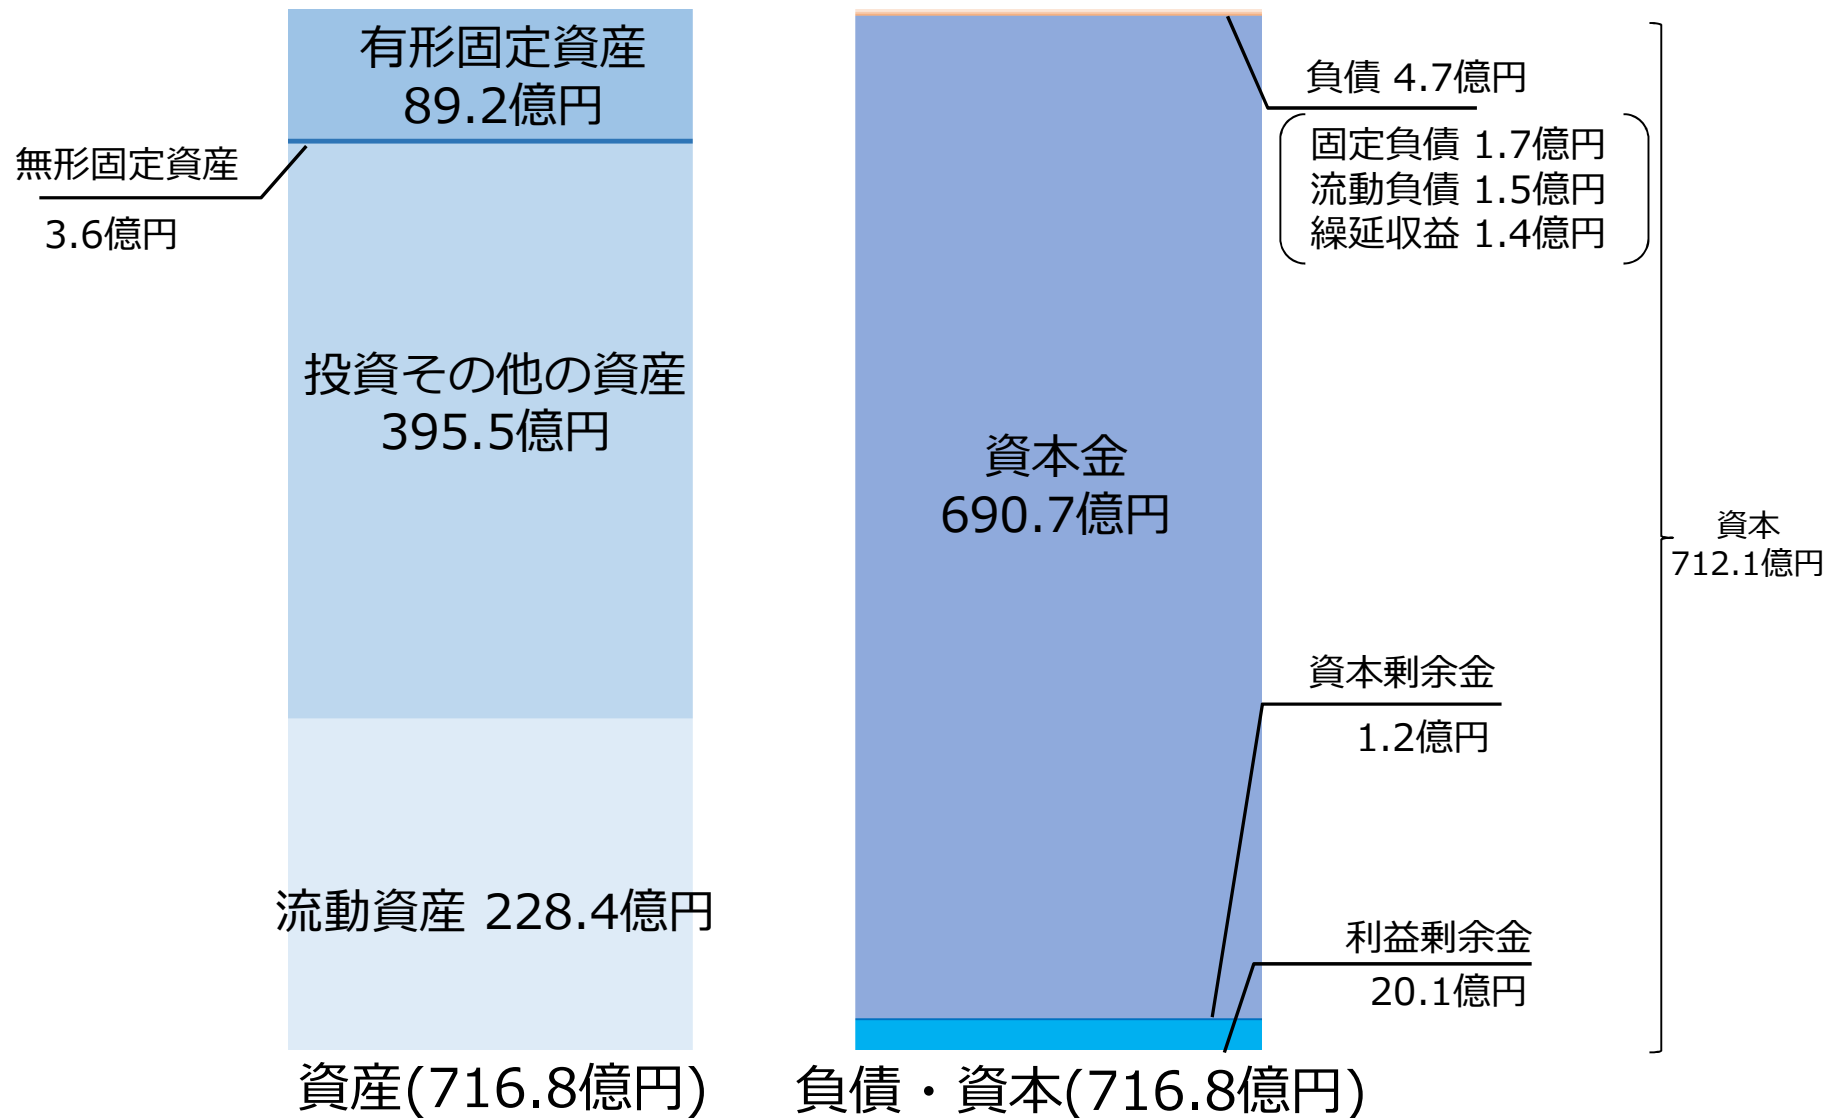 有形固定資産
89.2億円
無形固定資産
3.6億円
投資その他の資産
395.5億円
流動資産 228.4億円
資産(716.8億円)
負債 4.7億円
固定負債 1.7億円
流動負債 1.5億円
繰延収益 1.4億円
資本金
690.7億円
資本
712.1億円
資本剰余金
1.2億円
利益剰余金
20.1億円
負債・資本(716.8億円)